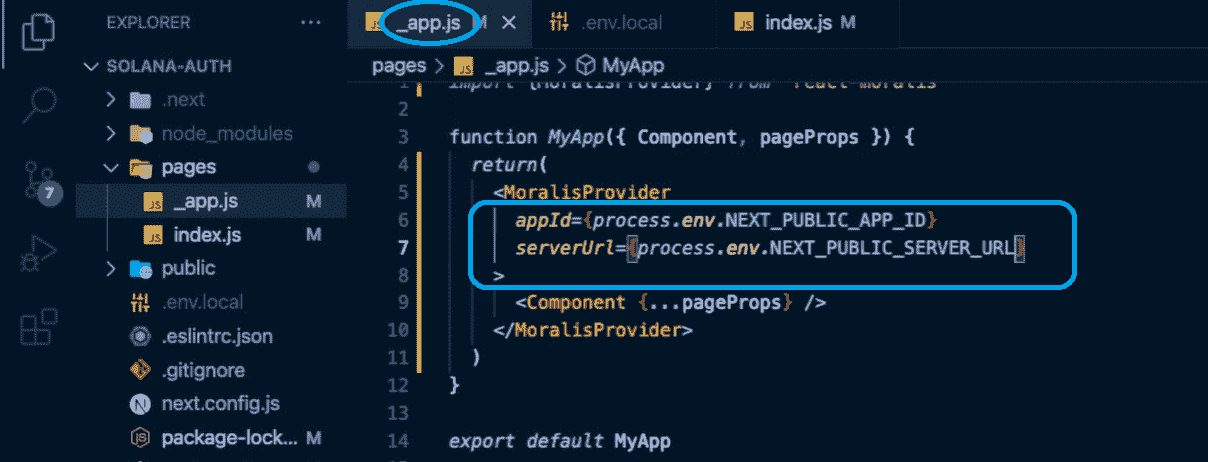 EXPLORER
SOLANA-AUTH
.next
node_modules
pages
_app.js M
index.js M
public
.env.local
.eslintrc.json
.gitignore
next.config.js
package-lock... M
7
_app.js M
.env.local
index.js M
pages > _app.js > MyApp
1 import {MoralisProvider} from 'react-moralis'
2
3 function MyApp({ Component, pageProps }) {
4 return(
5 <MoralisProvider
6 appId={process.env.NEXT_PUBLIC_APP_ID}
7 serverUrl={process.env.NEXT_PUBLIC_SERVER_URL}
8 >
9 <Component {...pageProps} />
10 </MoralisProvider>
11 )
12 }
13
14 export default MyApp